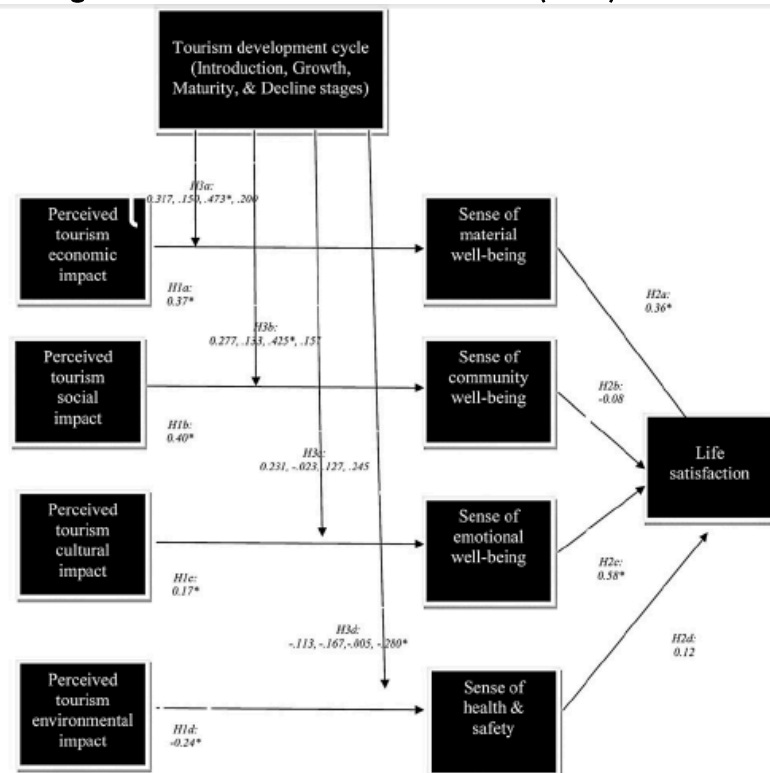 Tourism development cycle
(Introduction, Growth,
Maturity, & Decline stages)
H3a:
0.317, .150, .473*, .200
Perceived
tourism
economic
impact
H1a:
0.37*
Sense of
material
well-being
H2a:
0.36*
H3b:
0.277, .133, .425*, .157
Perceived
tourism
social
impact
H1b:
0.40*
Sense of
community
well-being
H2b:
-0.08
Life
satisfaction
H3c:
0.231, -.023, .127, .245
Perceived
tourism
cultural
impact
H1c:
0.17*
Sense of
emotional
well-being
H2c:
0.58*
H3d:
-.113, -.167, -.005, -.280*
Perceived
tourism
environmental
impact
H1d:
-0.24*
Sense of
health &
safety
H2d:
0.12